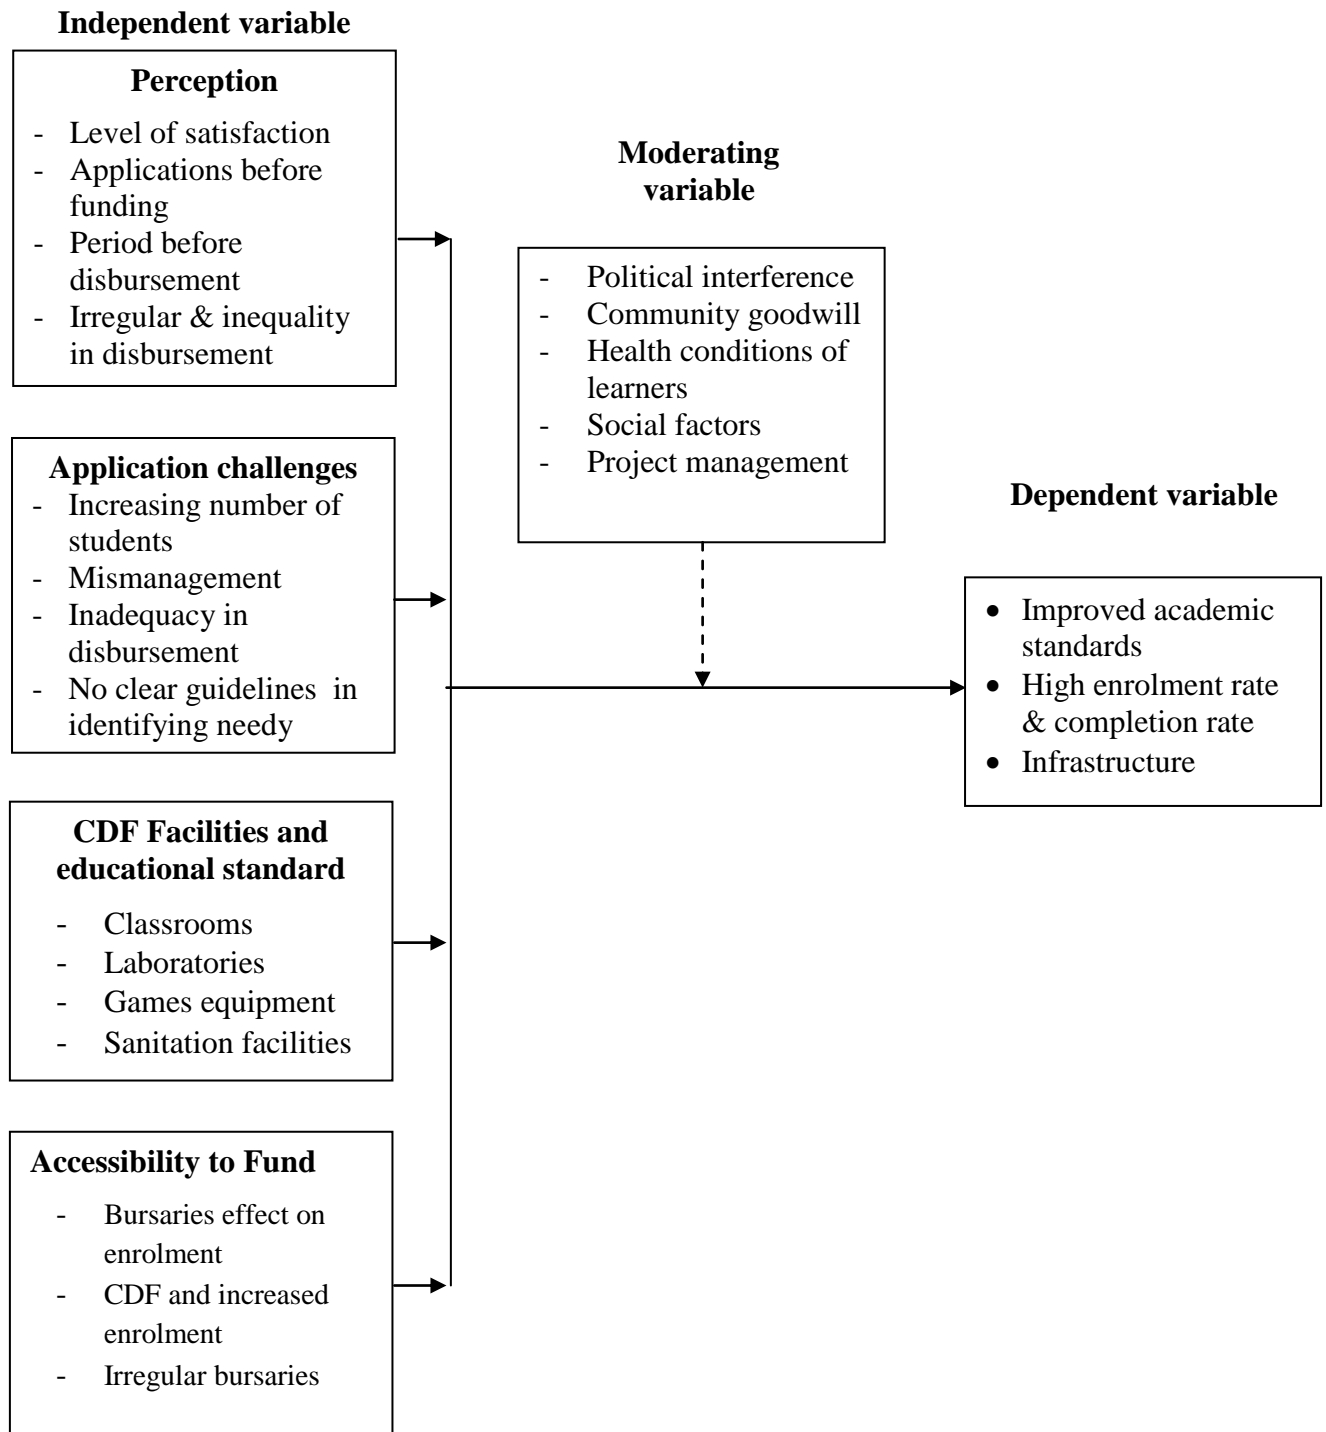 Independent variable
Perception
- Level of satisfaction
- Applications before
funding
- Period before
disbursement
- Irregular & inequality
in disbursement
Application challenges
- Increasing number of
students
- Mismanagement
- Inadequacy in
disbursement
- No clear guidelines in
identifying needy
CDF Facilities and
educational standard
- Classrooms
- Laboratories
- Games equipment
- Sanitation facilities
Accessibility to Fund
- Bursaries effect on
enrolment
- CDF and increased
enrolment
- Irregular bursaries
Moderating
variable
- Political interference
- Community goodwill
- Health conditions of
learners
- Social factors
- Project management
Dependent variable
• Improved academic
standards
• High enrolment rate
& completion rate
• Infrastructure